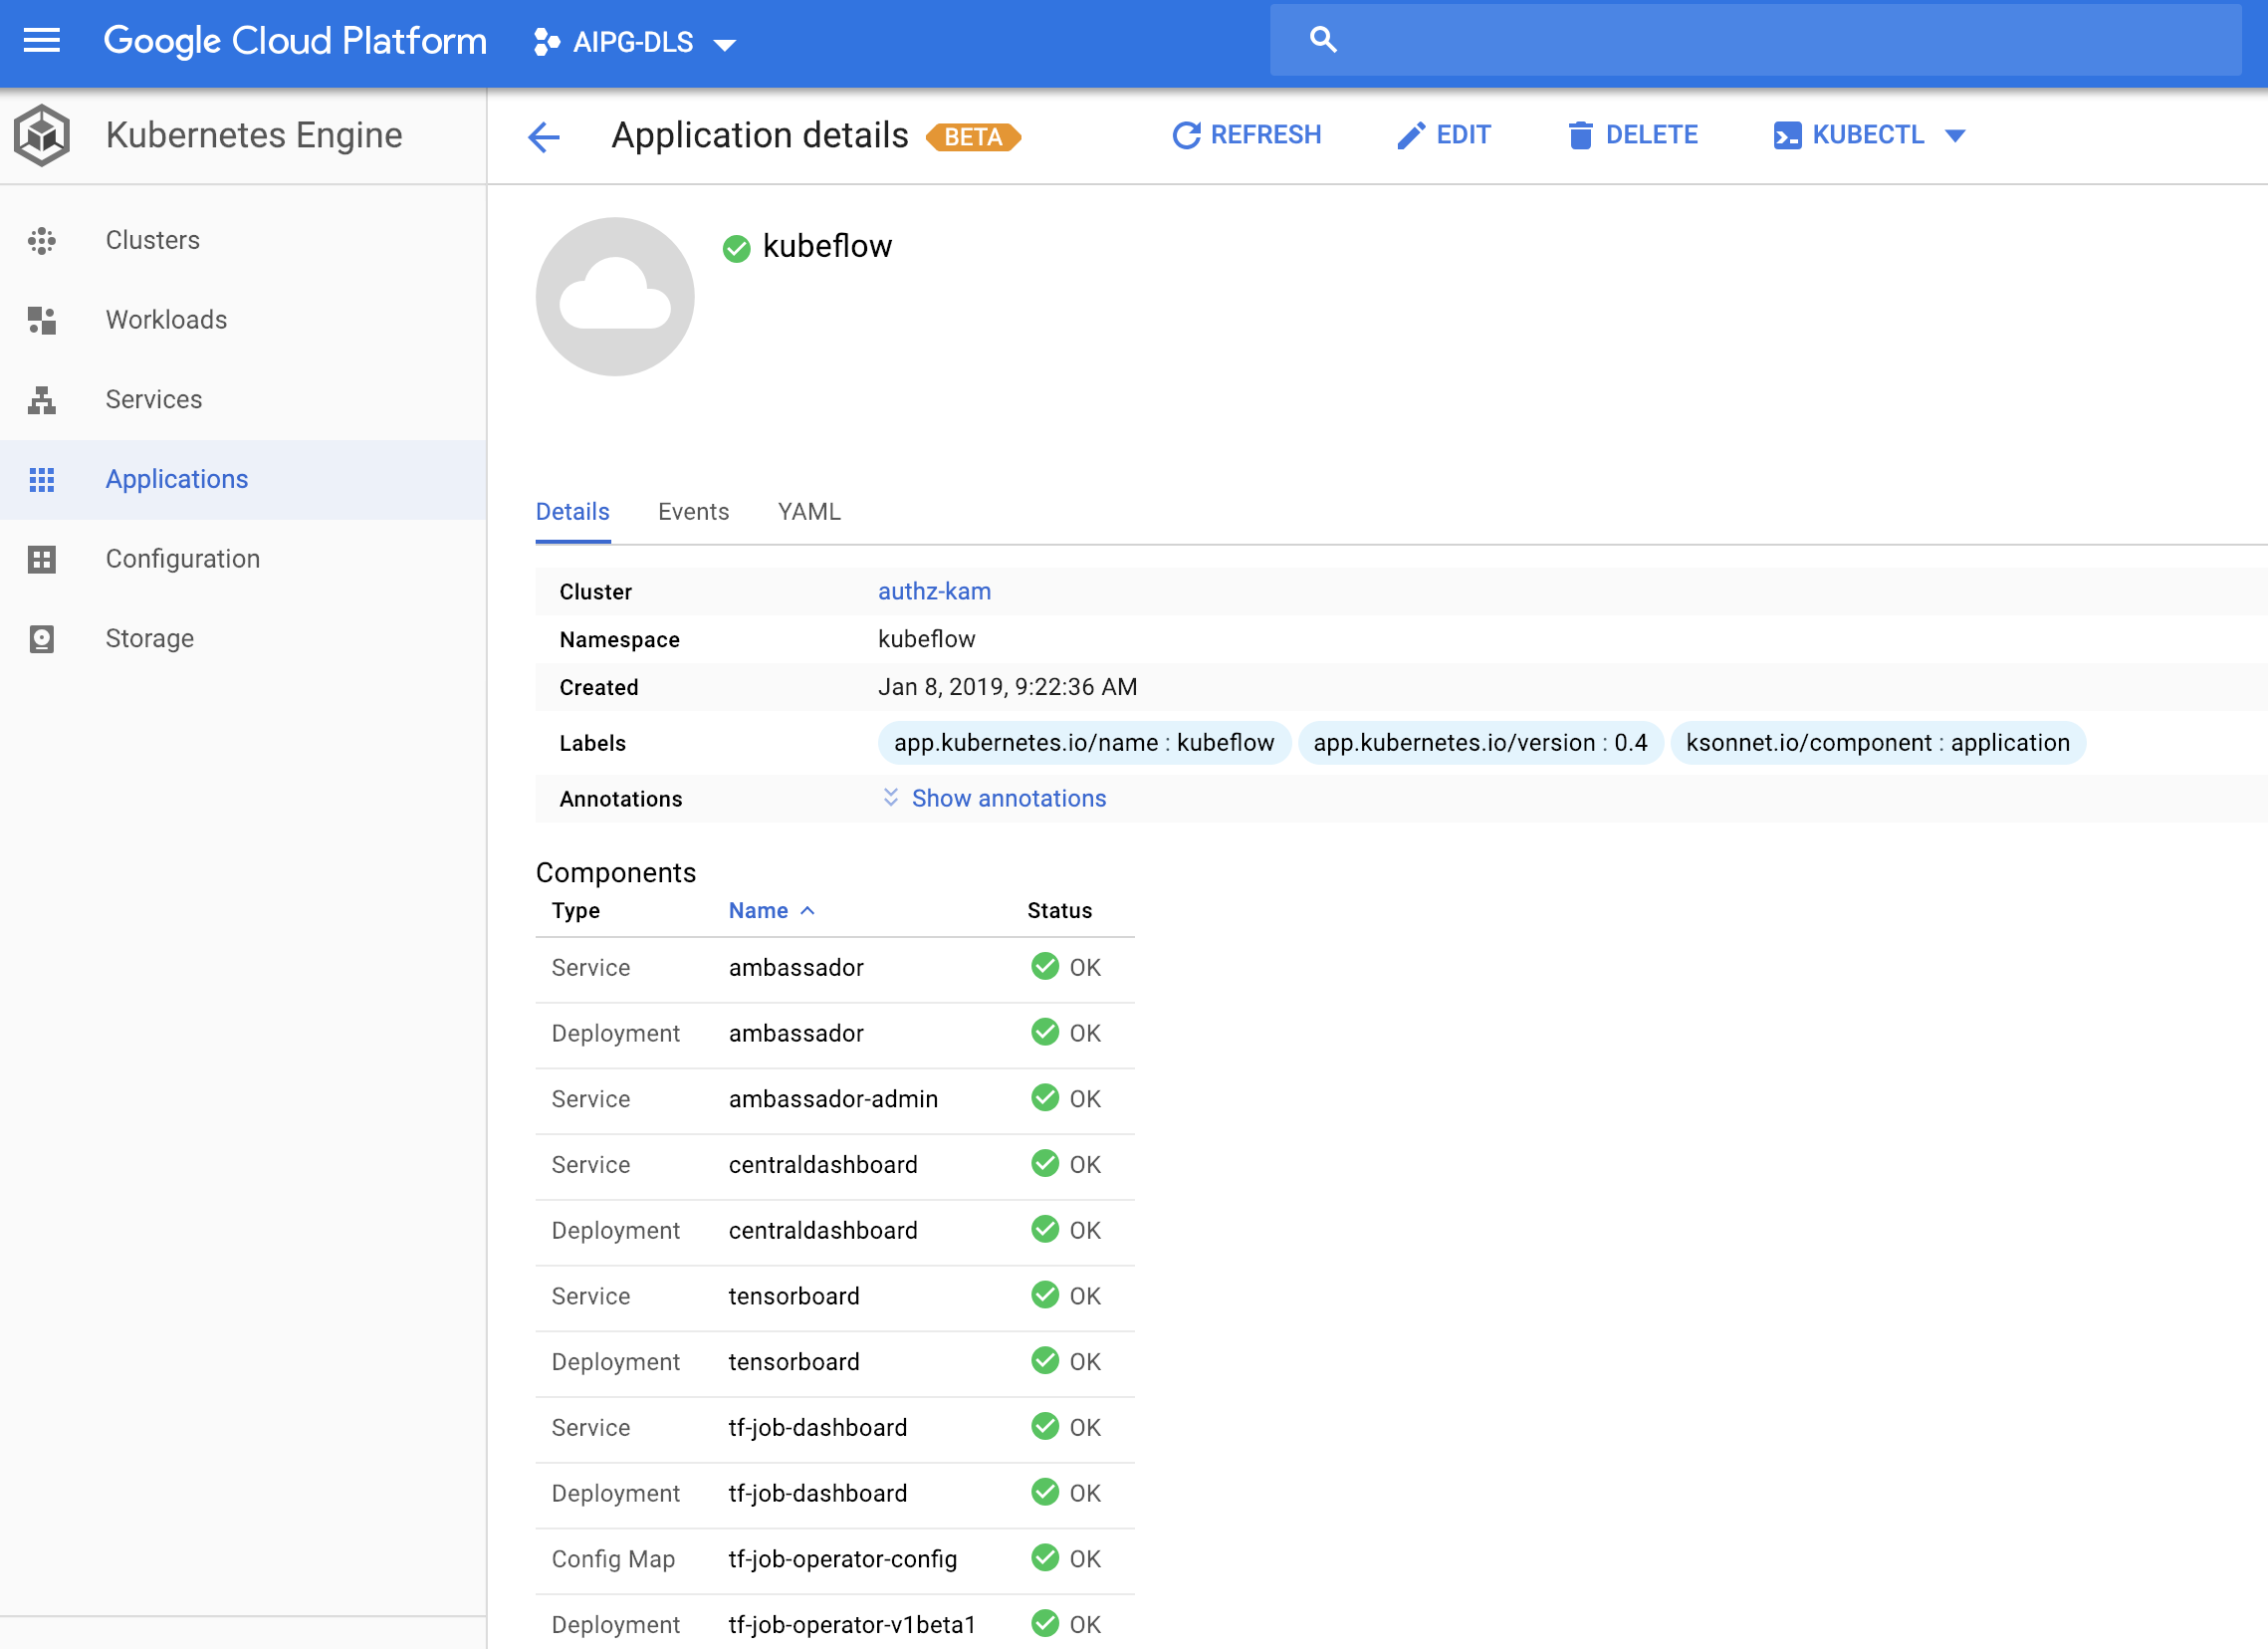 Google Cloud Platform AIPG-DLS
Kubernetes Engine
Application details BETA REFRESH EDIT DELETE KUBECTL
Clusters
Workloads
Services
Applications
Configuration
Storage
kubeflow
Details Events YAML
Cluster authz-kam
Namespace kubeflow
Created Jan 8, 2019, 9:22:36 AM
Labels app.kubernetes.io/name : kubeflow app.kubernetes.io/version : 0.4 ksonnet.io/component : application
Annotations Show annotations
Components
Type Name Status
Service ambassador OK
Deployment ambassador OK
Service ambassador-admin OK
Service centraldashboard OK
Deployment centraldashboard OK
Service tensorboard OK
Deployment tensorboard OK
Service tf-job-dashboard OK
Deployment tf-job-dashboard OK
Config Map tf-job-operator-config OK
Deployment tf-job-operator-v1beta1 OK